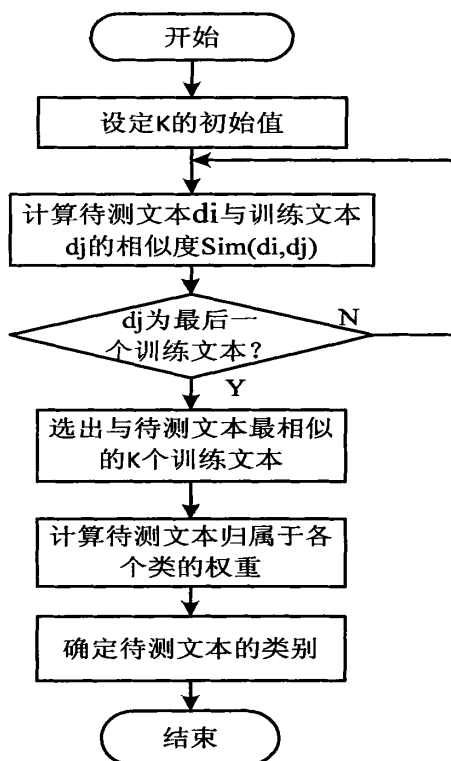 开始
设定K的初始值
计算待测文本di与训练文本
dj的相似度Sim(di,dj)
dj为最后一
个训练文本?
N
Y
选出与待测文本最相似
的K个训练文本
计算待测文本归属于各
个类的权重
确定待测文本的类别
结束